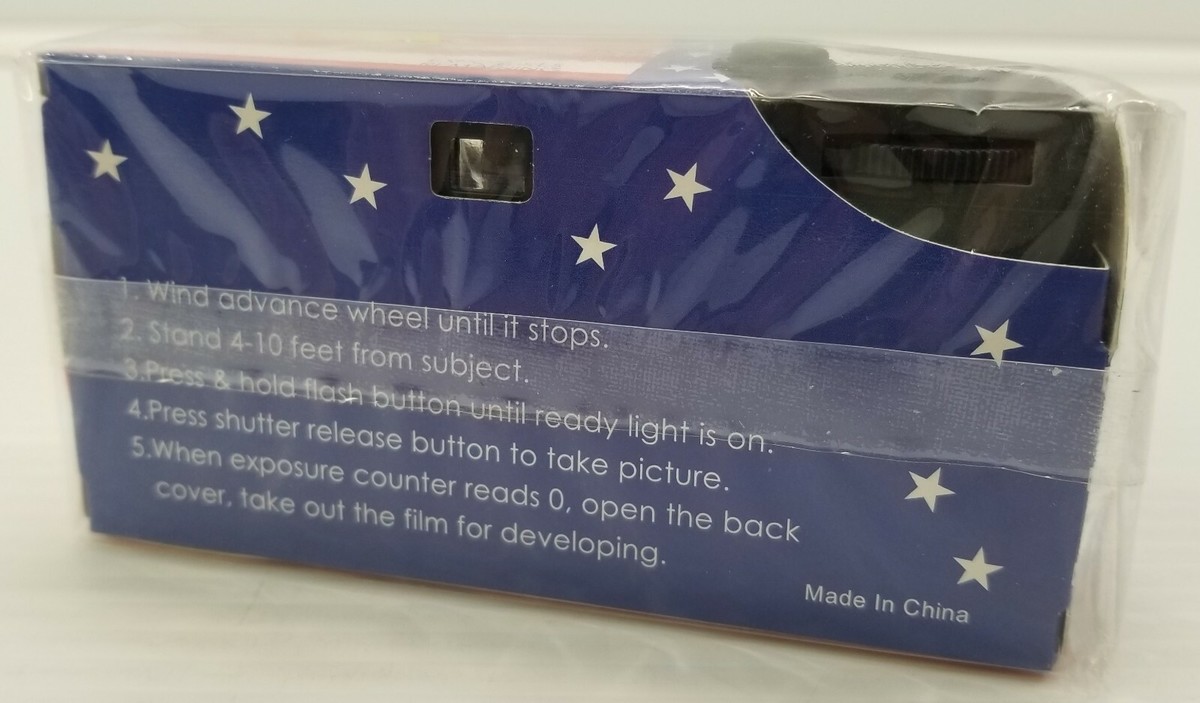 1. Wind advance wheel until it stops.
2. Stand 4-10 feet from subject.
3.Press & hold flash button until ready light is on.
4.Press shutter release button to take picture.
5.When exposure counter reads 0, open the back
cover, take out the film for developing.
Made In China